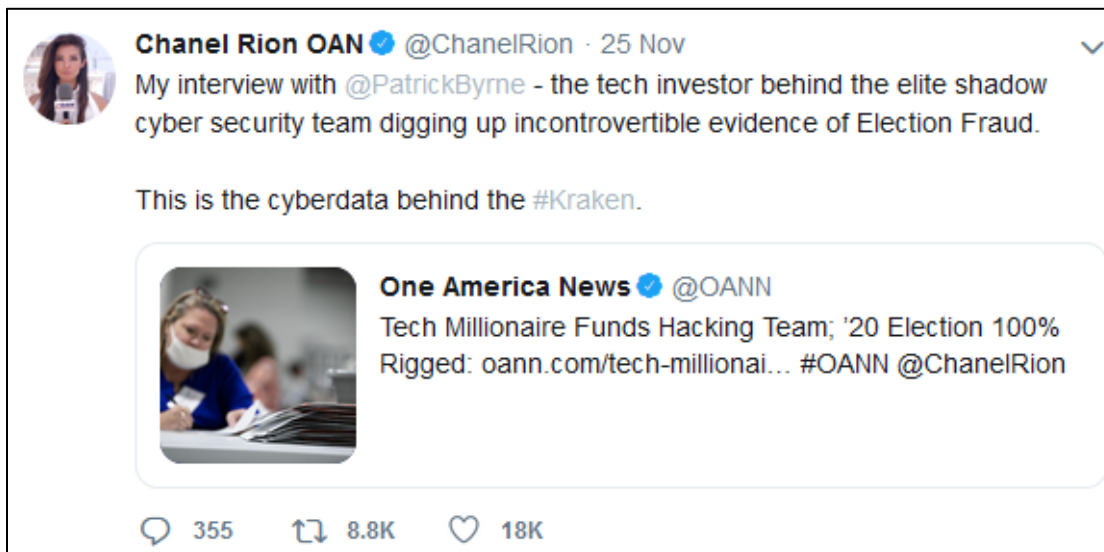 Chanel Rion OAN @ChanelRion · 25 Nov
My interview with @PatrickByrne - the tech investor behind the elite shadow
cyber security team digging up incontrovertible evidence of Election Fraud.
This is the cyberdata behind the #Kraken.
One America News @OANN
Tech Millionaire Funds Hacking Team; '20 Election 100%
Rigged: oann.com/tech-millionai... #OANN @ChanelRion
355 8.8K 18K